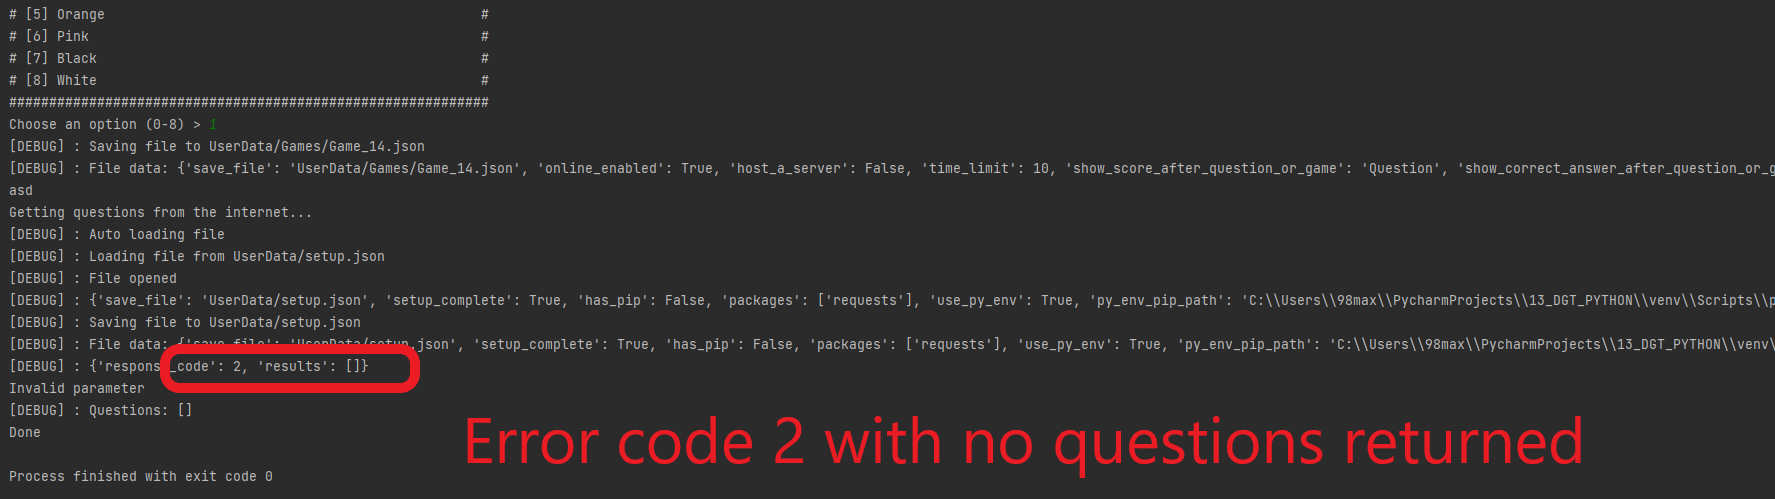 # [5] Orange #
# [6] Pink #
# [7] Black #
# [8] White #
############################################################
Choose an option (0-8) > 1
[DEBUG] : Saving file to UserData/Games/Game_14.json
[DEBUG] : File data: {'save_file': 'UserData/Games/Game_14.json', 'online_enabled': True, 'host_a_server': False, 'time_limit': 10, 'show_score_after_question_or_game': 'Question', 'show_correct_answer_after_question_or_g
asd
Getting questions from the internet...
[DEBUG] : Auto loading file
[DEBUG] : Loading file from UserData/setup.json
[DEBUG] : File opened
[DEBUG] : {'save_file': 'UserData/setup.json', 'setup_complete': True, 'has_pip': False, 'packages': ['requests'], 'use_py_env': True, 'py_env_pip_path': 'C:\\Users\\98max\\PycharmProjects\\13_DGT_PYTHON\\venv\\Scripts\\p
[DEBUG] : Saving file to UserData/setup.json
[DEBUG] : File data: {'save_file': 'UserData/setup.json', 'setup_complete': True, 'has_pip': False, 'packages': ['requests'], 'use_py_env': True, 'py_env_pip_path': 'C:\\Users\\98max\\PycharmProjects\\13_DGT_PYTHON\\venv\
[DEBUG] : {'response_code': 2, 'results': []}
Invalid parameter
[DEBUG] : Questions: []
Done
Error code 2 with no questions returned
Process finished with exit code 0